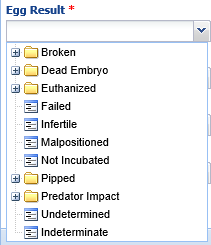 Egg Result *
Broken
Dead Embryo
Euthanized
Failed
Infertile
Malpositioned
Not Incubated
Pipped
Predator Impact
Undetermined
Indeterminate